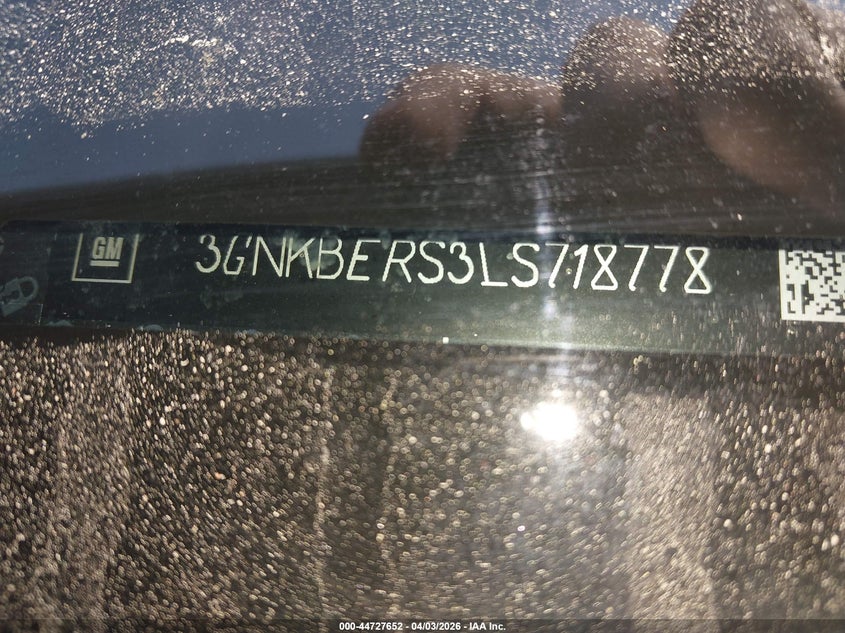 GM 3GNKBERS3LS718778
000-44727652 - 04/03/2026 - IAA Inc.